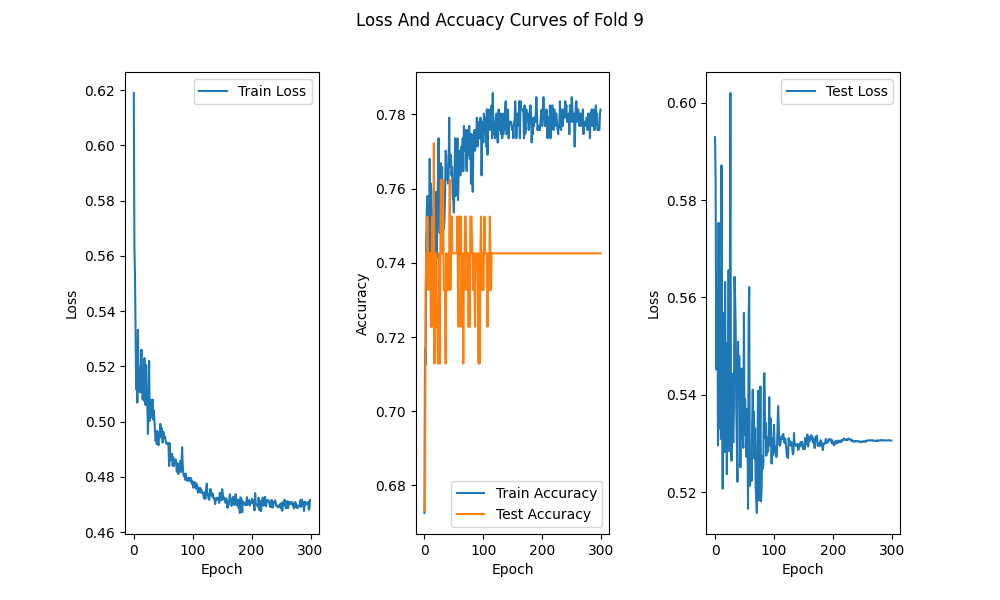 Loss And Accuacy Curves of Fold 9
Train Loss
Loss
0.62
0.60
0.58
0.56
0.54
0.52
0.50
0.48
0.46
0
100
200
300
Epoch
Accuracy
0.78
0.76
0.74
0.72
0.70
0.68
Train Accuracy
Test Accuracy
0
100
200
300
Epoch
Test Loss
Loss
0.60
0.58
0.56
0.54
0.52
0
100
200
300
Epoch